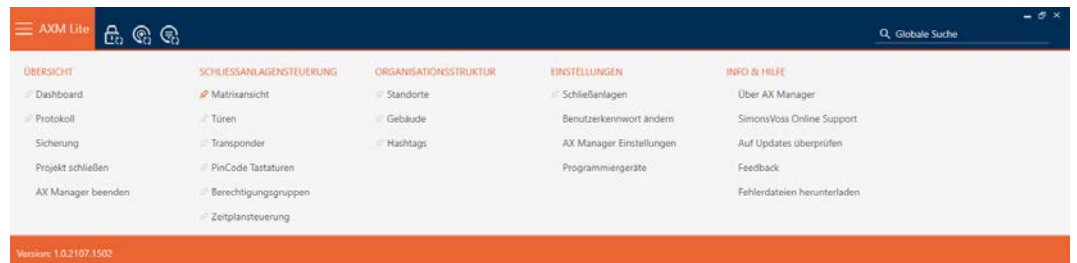 AXM Lite
Globale Suche
ÜBERSICHT
Dashboard
Protokoll
Sicherung
Projekt schließen
AX Manager beenden
SCHLIESSANLAGENSTEUERUNG
Matrixansicht
Türen
Transponder
PinCode Tastaturen
Berechtigungsgruppen
Zeitplansteuerung
ORGANISATIONSSTRUKTUR
Standorte
Gebäude
Hashtags
EINSTELLUNGEN
Schließanlagen
Benutzerkennwort ändern
AX Manager Einstellungen
Programmiergeräte
INFO & HILFE
Über AX Manager
SimonsVoss Online Support
Auf Updates überprüfen
Feedback
Fehlerdateien herunterladen
Version: 1.0.2107.1502